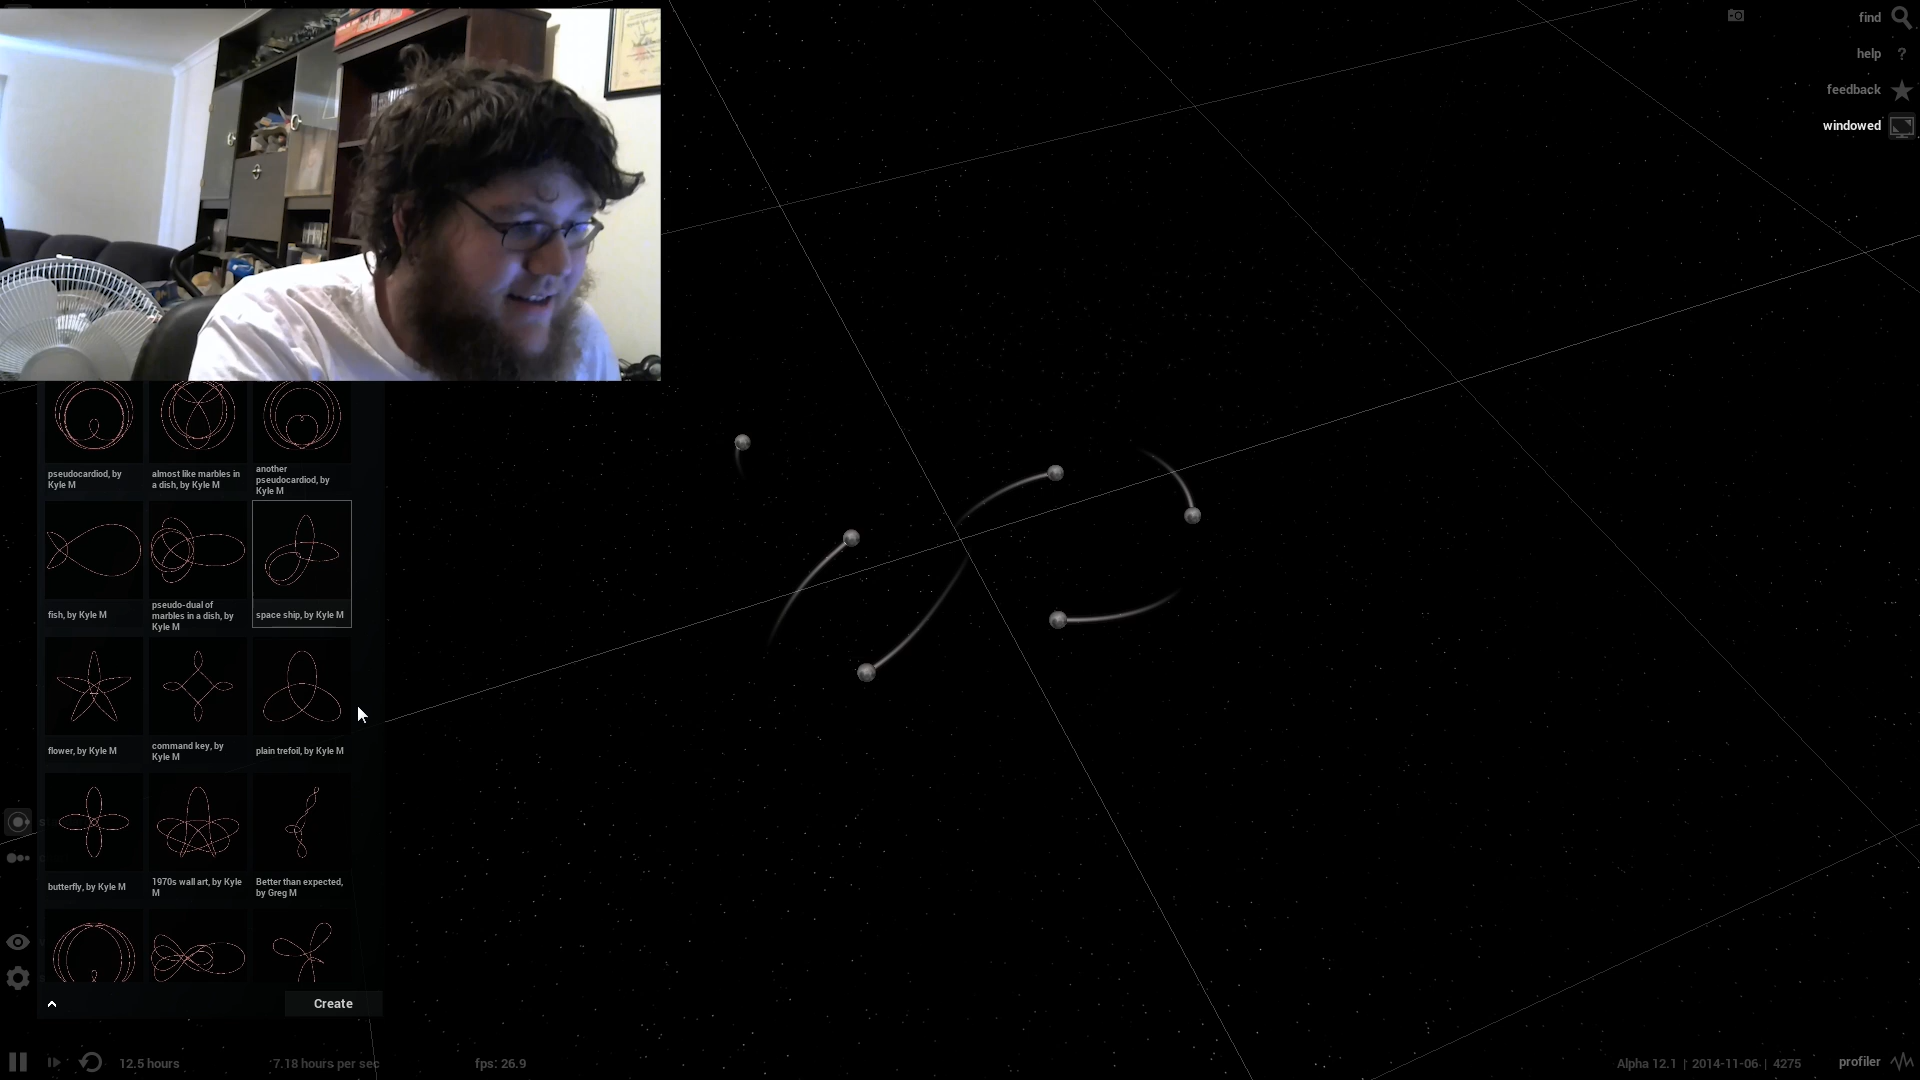 find
help ?
feedback
windowed
pseudocardiod, by
Kyle M
almost like marbles in
a dish, by Kyle M
another
pseudocardiod, by
Kyle M
fish, by Kyle M
pseudo-dual of
marbles in a dish, by
Kyle M
space ship, by Kyle M
flower, by Kyle M
command key, by
Kyle M
plain trefoil, by Kyle M
butterfly, by Kyle M
1970s wall art, by Kyle
M
Better than expected,
by Greg M
Create
12.5 hours
7.18 hours per sec
fps: 26.9
Alpha 12.1 | 2014-11-06 | 4275
profiler